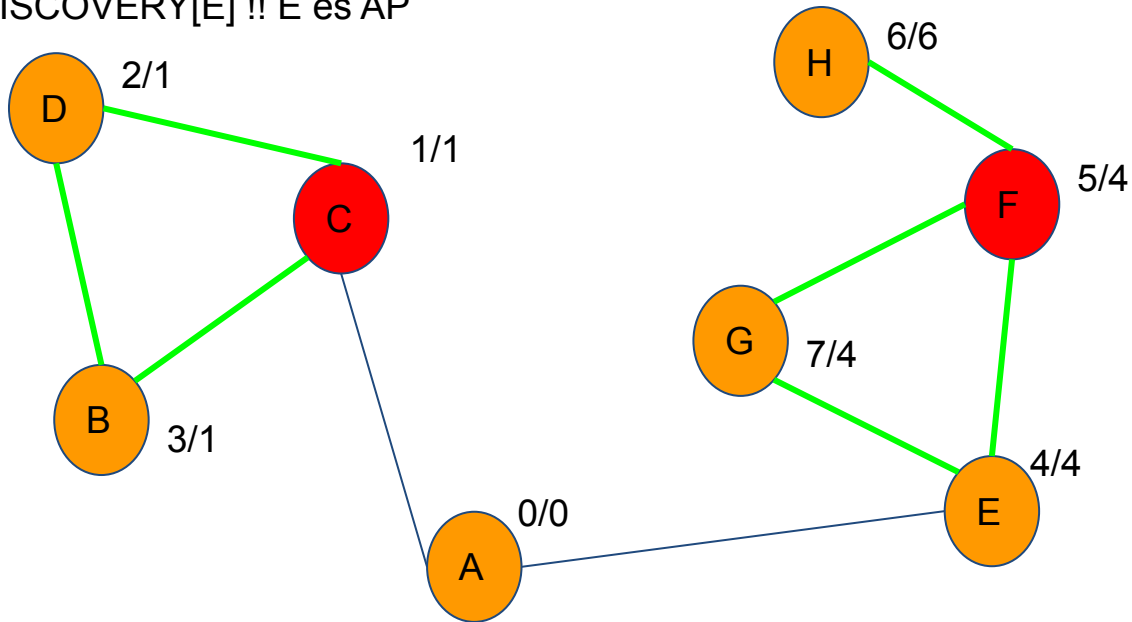 ISCOVERY[E] !! E es AP
H
6/6
D
2/1
1/1
C
F
5/4
G
7/4
B
3/1
4/4
E
0/0
A